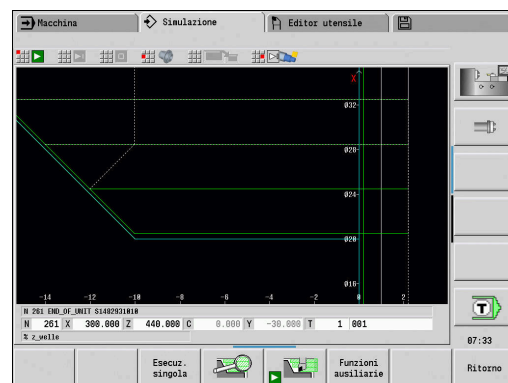 Macchina
Simulazione
Editor utensile
X
Ø32
Ø28
Ø24
Ø20
Ø16
-14 -12 -10 -8 -6 -4 -2 0 2
N 261 END_OF_UNIT S1482931010
N 261 X 300.000 Z 440.000 C 0.000 Y -30.000 T 1 001
% z_welle
T
07:33
Esecuz. singola
Funzioni ausiliarie
Ritorno